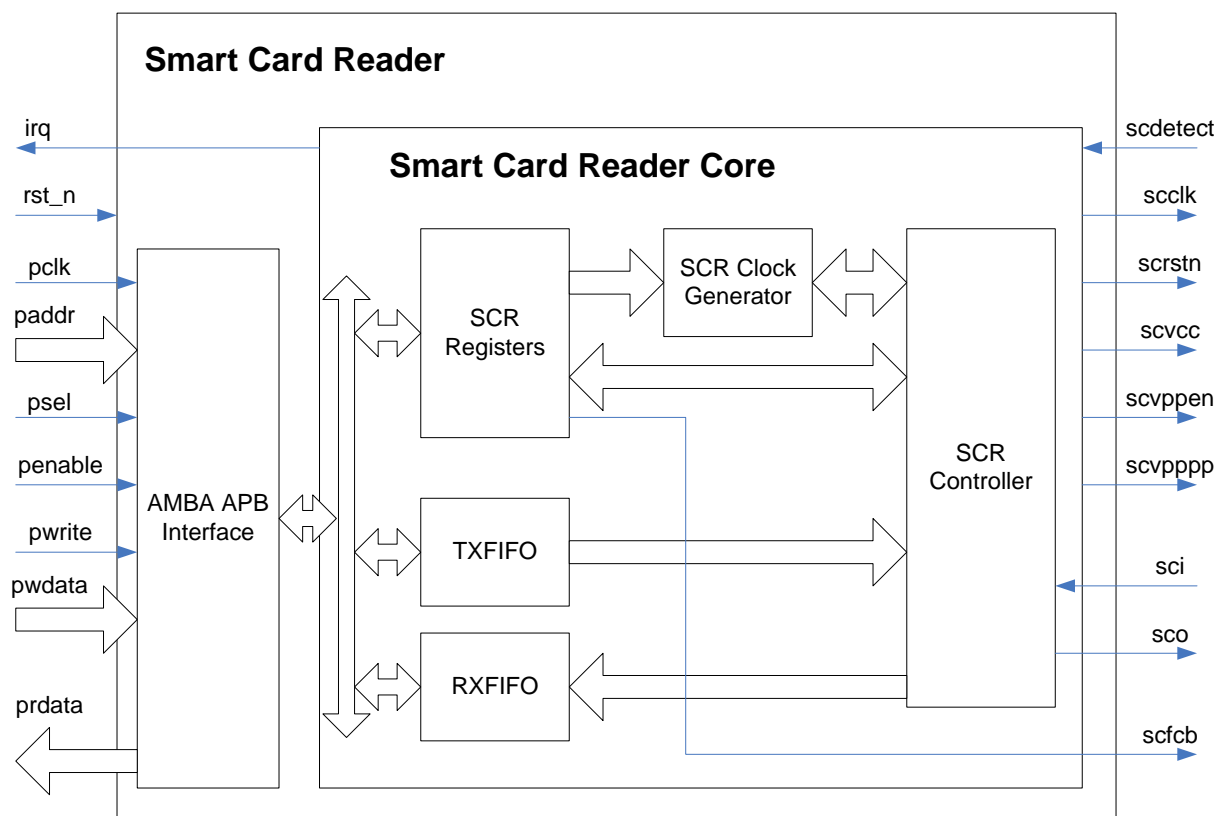 Smart Card Reader
irq
scdetect
Smart Card Reader Core
rst_n
scclk
pclk
SCR Clock
Generator
scrstn
paddr
SCR
Registers
scvcc
psel
scvppen
penable
SCR
Controller
scvpppp
AMBA APB
Interface
pwrite
TXFIFO
pwdata
sci
sco
RXFIFO
prdata
scfcb